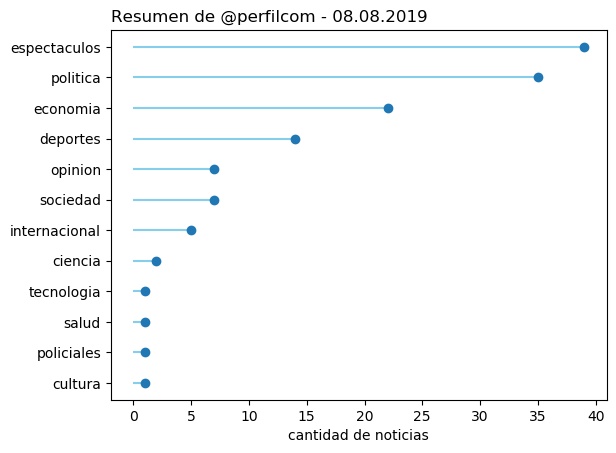 Resumen de @perfilcom - 08.08.2019
espectaculos
politica
economia
deportes
opinion
sociedad
internacional
ciencia
tecnologia
salud
policiales
cultura
0 5 10 15 20 25 30 35 40
cantidad de noticias